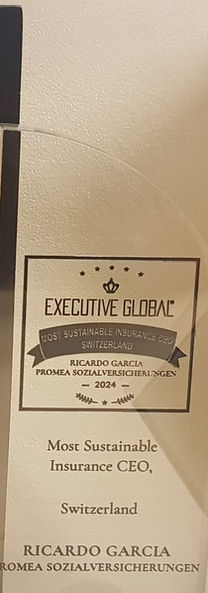 EXECUTIVE GLOBAL
MOST SUSTAINABLE INSURANCE CEO
SWITZERLAND
RICARDO GARCIA
PROMEA SOZIALVERSICHERUNGEN
— 2024 —
Most Sustainable
Insurance CEO,
Switzerland
RICARDO GARCIA
ROMEA SOZIALVERSICHERUNGEN